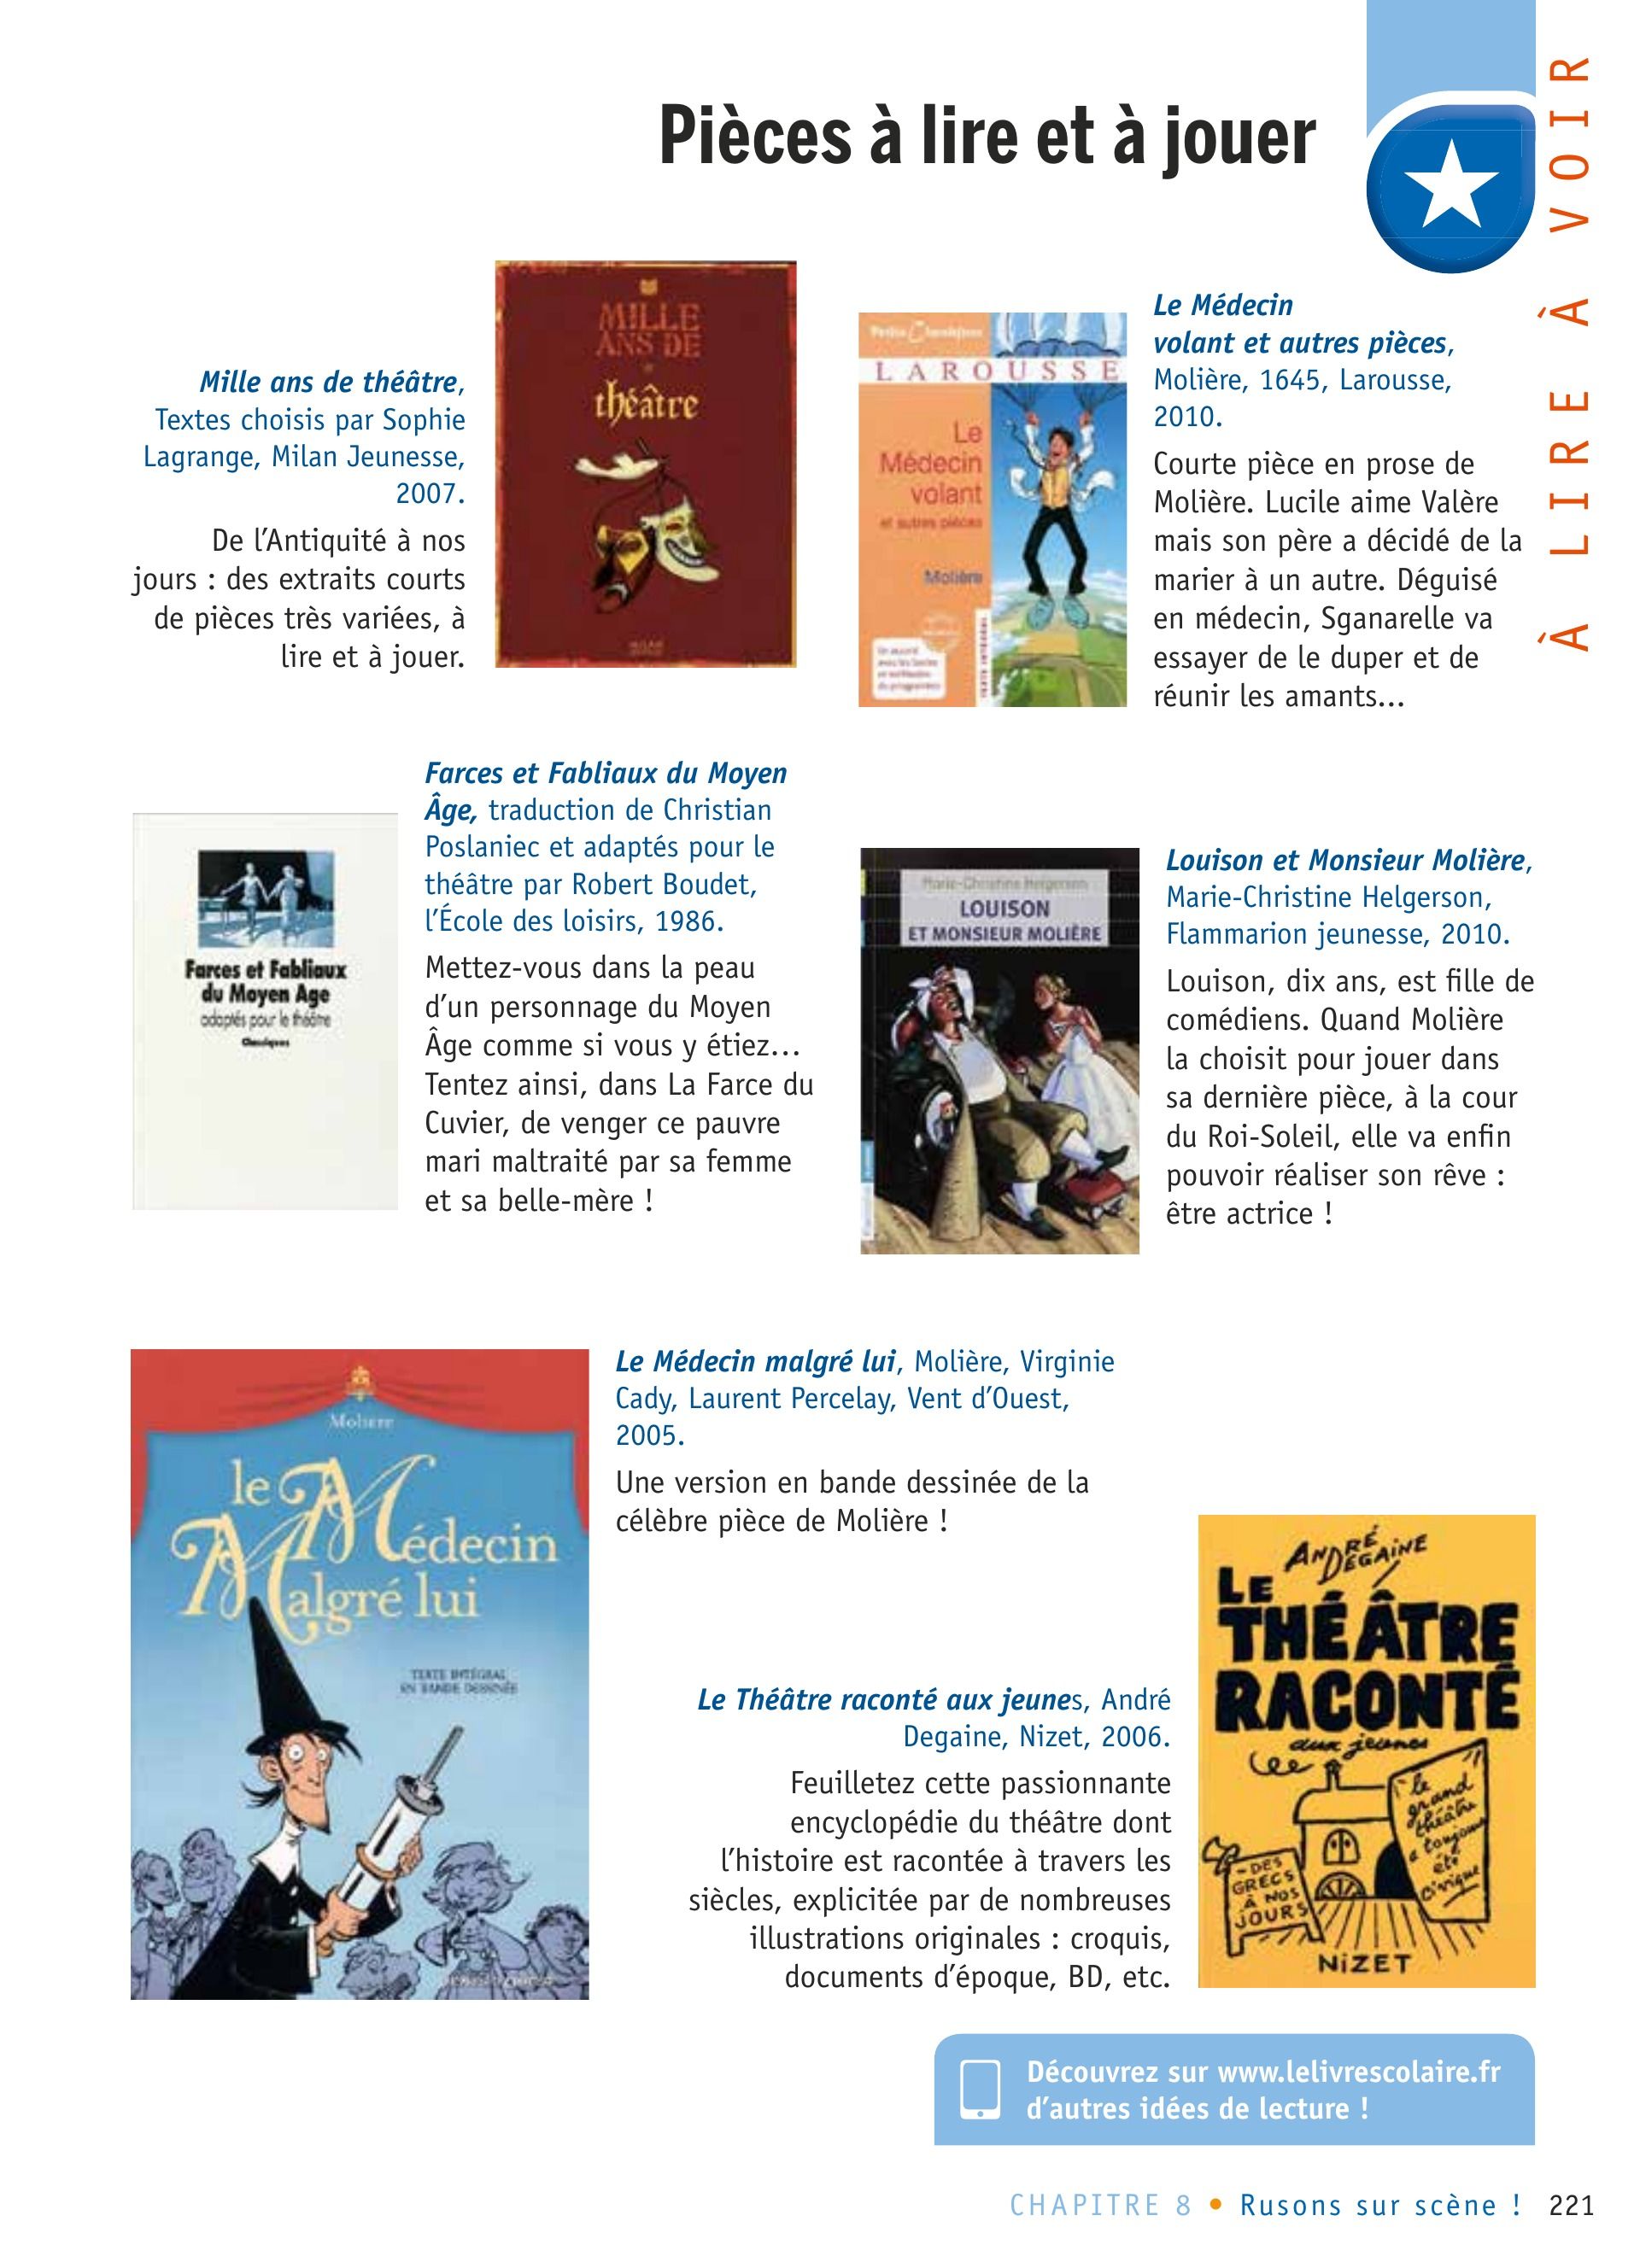 Pièces à lire et à jouer
À LIRE À VOIR
MILLE
ANS DE
théâtre
Mille ans de théâtre,
Textes choisis par Sophie
Lagrange, Milan Jeunesse,
2007.
De l’Antiquité à nos
jours : des extraits courts
de pièces très variées, à
lire et à jouer.
Petits Classiques
LAROUSSE
Le
Médecin
volant
et autres pièces
Molière
TEXTE INTÉGRAL
Le Médecin
volant et autres pièces,
Molière, 1645, Larousse,
2010.
Courte pièce en prose de
Molière. Lucile aime Valère
mais son père a décidé de la
marier à un autre. Déguisé
en médecin, Sganarelle va
essayer de le duper et de
réunir les amants...
Farces et Fabliaux
du Moyen Age
adaptés pour le théâtre
Classiques
Farces et Fabliaux du Moyen
Âge, traduction de Christian
Poslaniec et adaptés pour le
théâtre par Robert Boudet,
l’École des loisirs, 1986.
Mettez-vous dans la peau
d’un personnage du Moyen
Âge comme si vous y étiez...
Tentez ainsi, dans La Farce du
Cuvier, de venger ce pauvre
mari maltraité par sa femme
et sa belle-mère !
Marie-Christine Helgerson
LOUISON
ET MONSIEUR MOLIÈRE
Louison et Monsieur Molière,
Marie-Christine Helgerson,
Flammarion jeunesse, 2010.
Louison, dix ans, est fille de
comédiens. Quand Molière
la choisit pour jouer dans
sa dernière pièce, à la cour
du Roi-Soleil, elle va enfin
pouvoir réaliser son rêve :
être actrice !
Molière
le Médecin
Malgré lui
TEXTE INTÉGRAL
EN BANDE DESSINÉE
Le Médecin malgré lui, Molière, Virginie
Cady, Laurent Percelay, Vent d’Ouest,
2005.
Une version en bande dessinée de la
célèbre pièce de Molière !
Le Théâtre raconté aux jeunes, André
Degaine, Nizet, 2006.
Feuilletez cette passionnante
encyclopédie du théâtre dont
l’histoire est racontée à travers les
siècles, explicitée par de nombreuses
illustrations originales : croquis,
documents d’époque, BD, etc.
ANDRÉ
DEGAINE
LE
THÉÂTRE
RACONTÉ
aux jeunes
le
grand
théâtre
a toujours
été
civique
- DES
GRECS
À NOS
JOURS
NIZET
Découvrez sur www.lelivrescolaire.fr
d’autres idées de lecture !
CHAPITRE 8 • Rusons sur scène ! 221